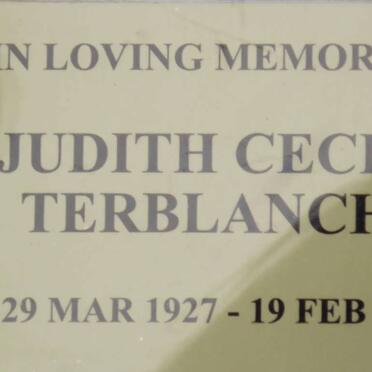 IN LOVING MEMOR
JUDITH CECI
TERBLANCH
29 MAR 1927 - 19 FEB